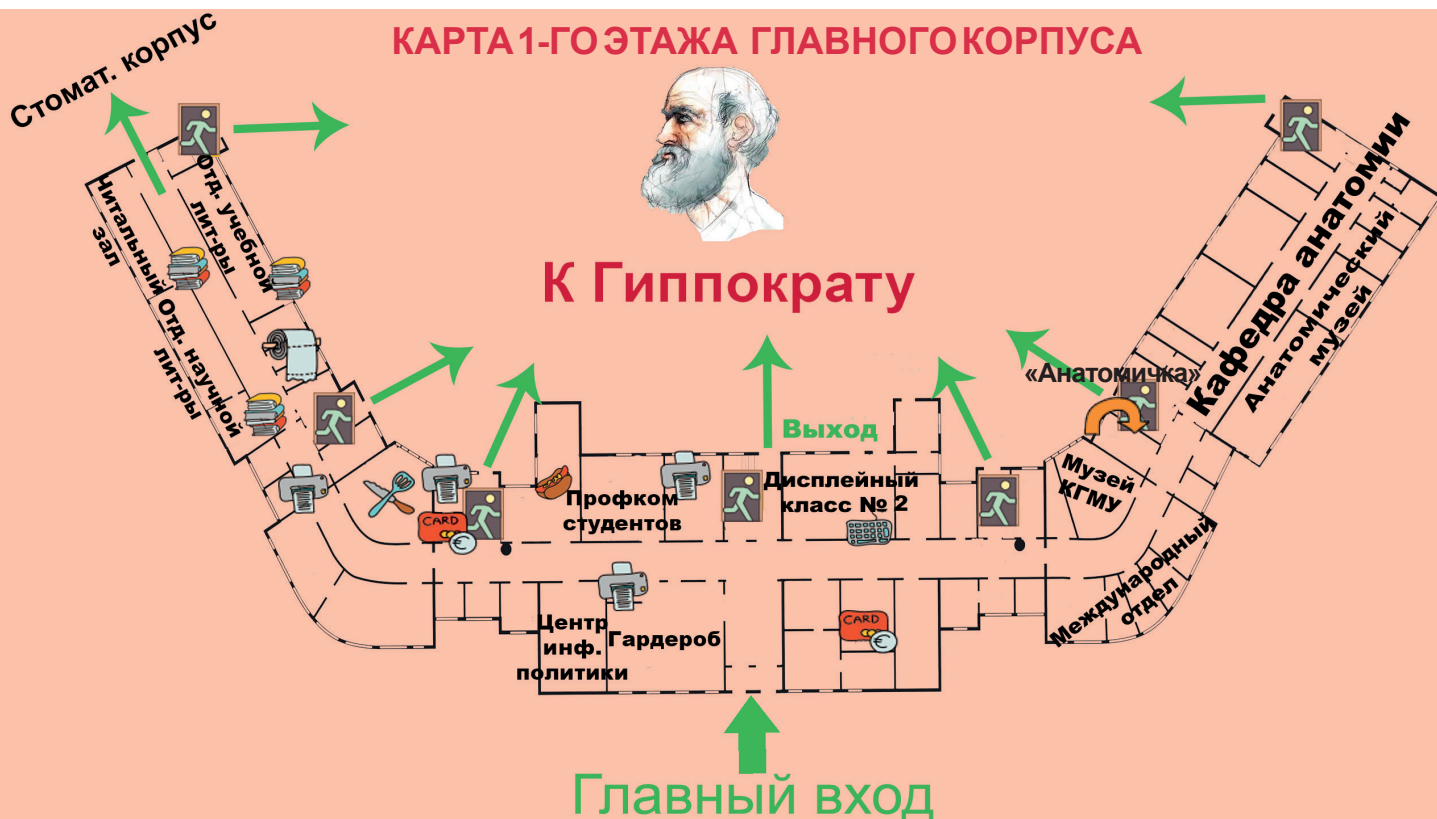 КАРТА 1-ГО ЭТАЖА ГЛАВНОГО КОРПУСА
Стомат. корпус
К Гиппократу
Читальный
зал
Отд. учебной
лит-ры
Отд. научной
лит-ры
«Анатомичка»
Кафедра анатомии
Анатомический
музей
Выход
Профком
студентов
Дисплейный
класс № 2
Музей
КГМУ
Международный
отдел
CARD
Центр
инф.
политики
Гардероб
CARD
Главный вход